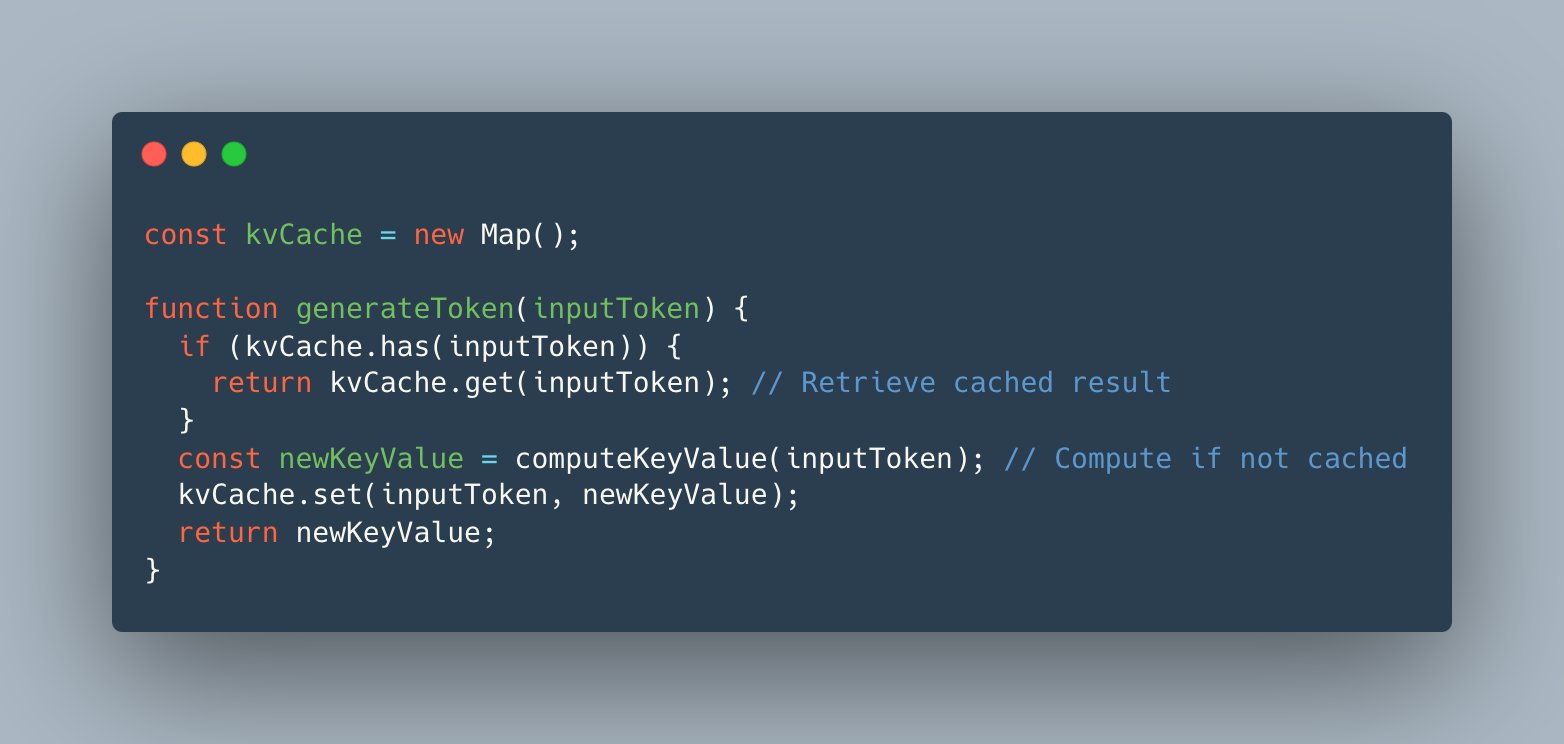 const kvCache = new Map();

function generateToken(inputToken) {
  if (kvCache.has(inputToken)) {
    return kvCache.get(inputToken); // Retrieve cached result
  }
  const newKeyValue = computeKeyValue(inputToken); // Compute if not cached
  kvCache.set(inputToken, newKeyValue);
  return newKeyValue;
}